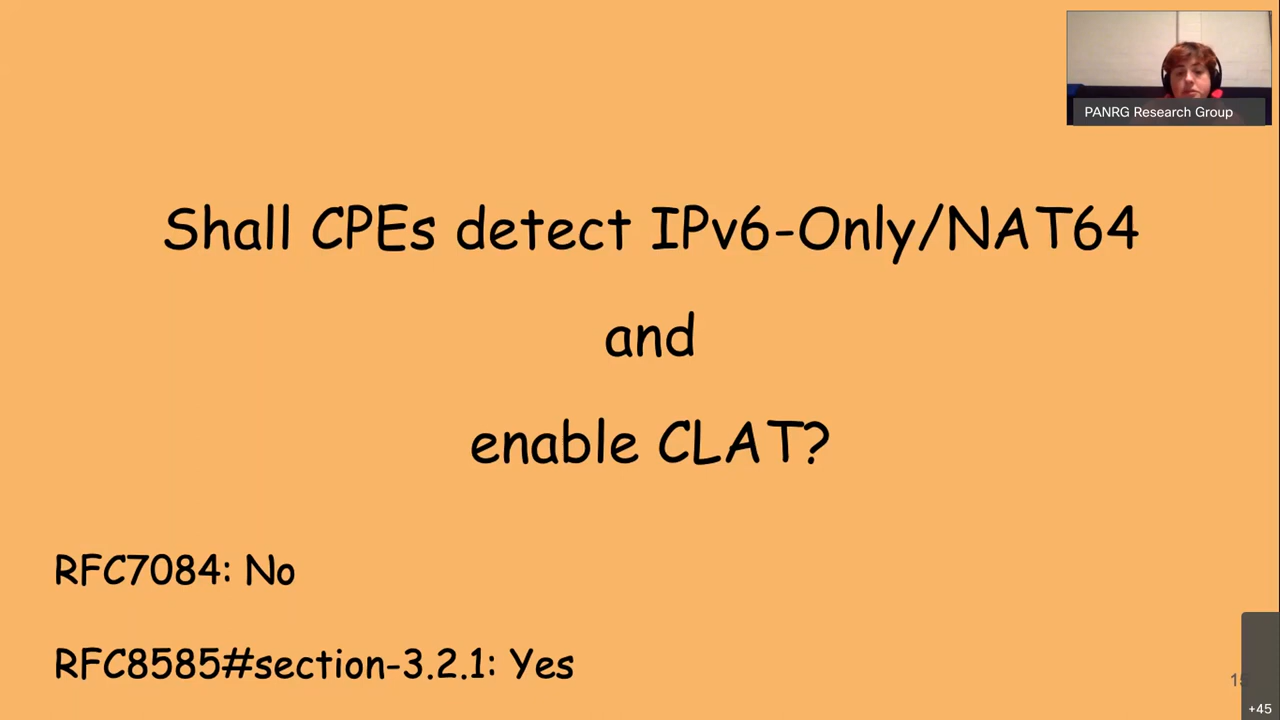 PANRG Research Group
Shall CPEs detect IPv6-Only/NAT64
and
enable CLAT?
RFC7084: No
RFC8585#section-3.2.1: Yes
+45